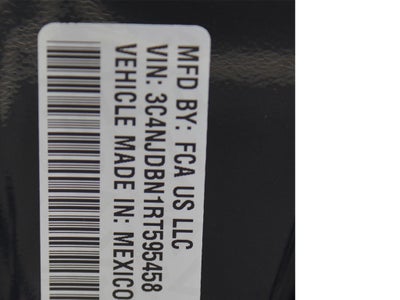 MFD BY: FCA US LLC
VIN: 3C4NJDBN1RT595458
VEHICLE MADE IN: MEXICO